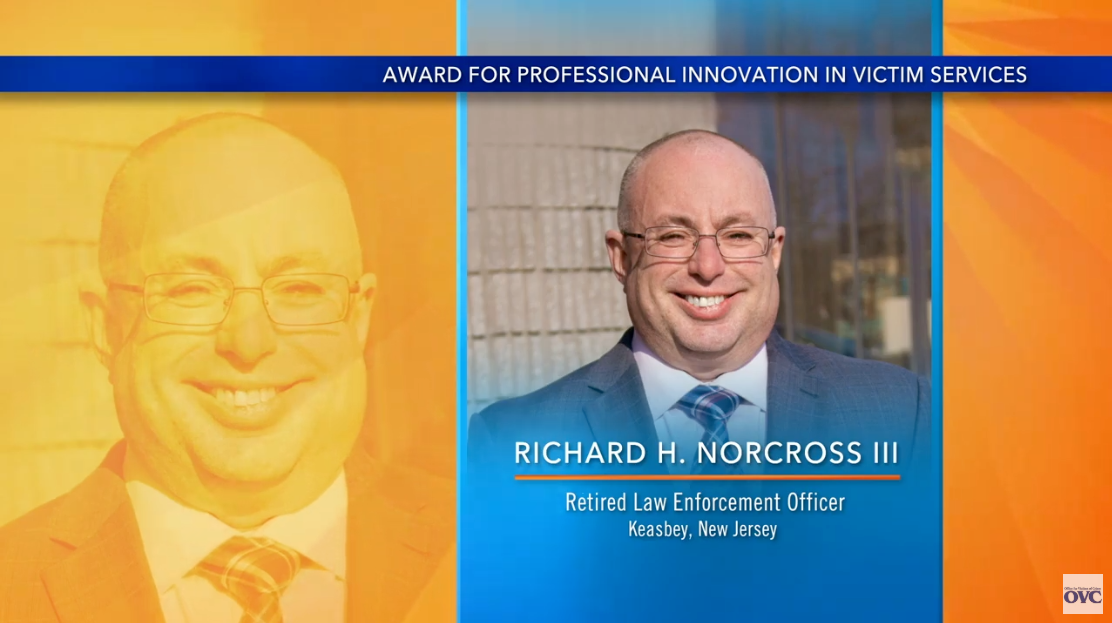 AWARD FOR PROFESSIONAL INNOVATION IN VICTIM SERVICES
RICHARD H. NORCROSS III
Retired Law Enforcement Officer
Keasbey, New Jersey
OVC